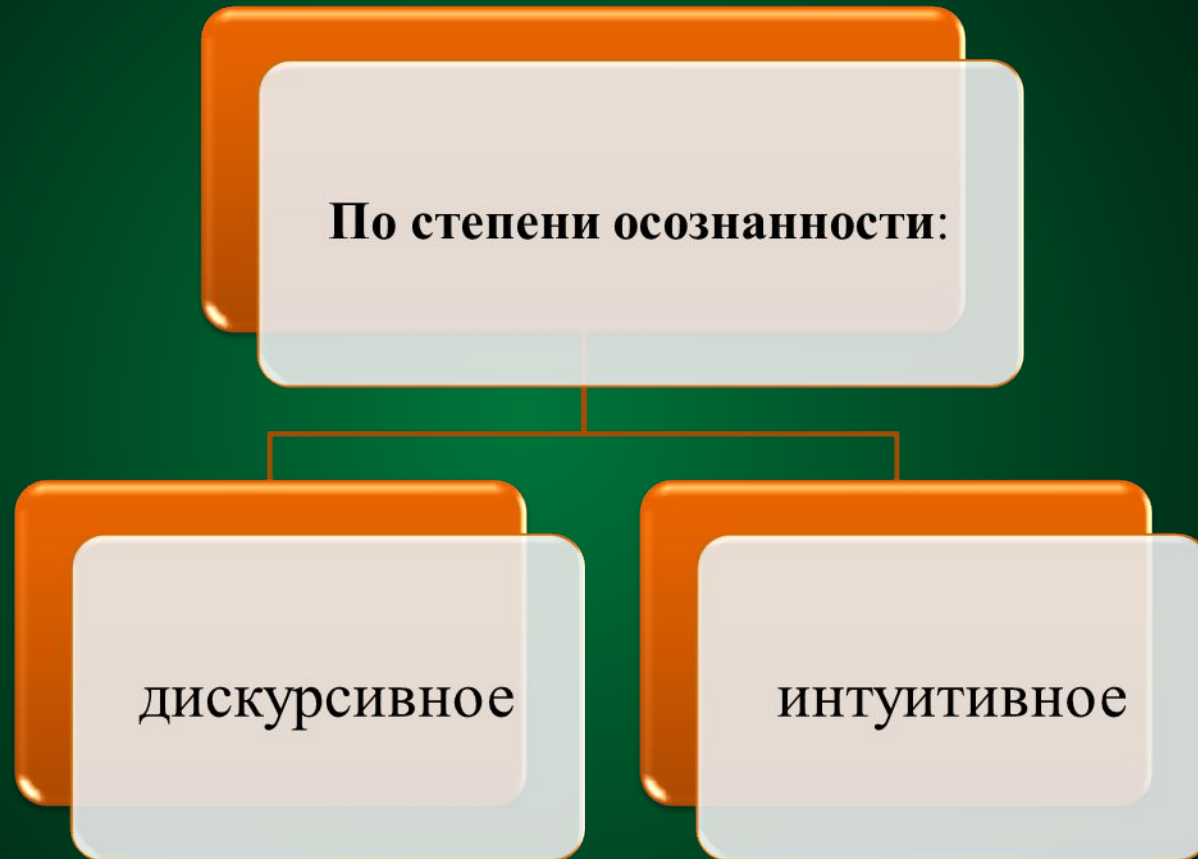 По степени осознанности:
дискурсивное
интуитивное